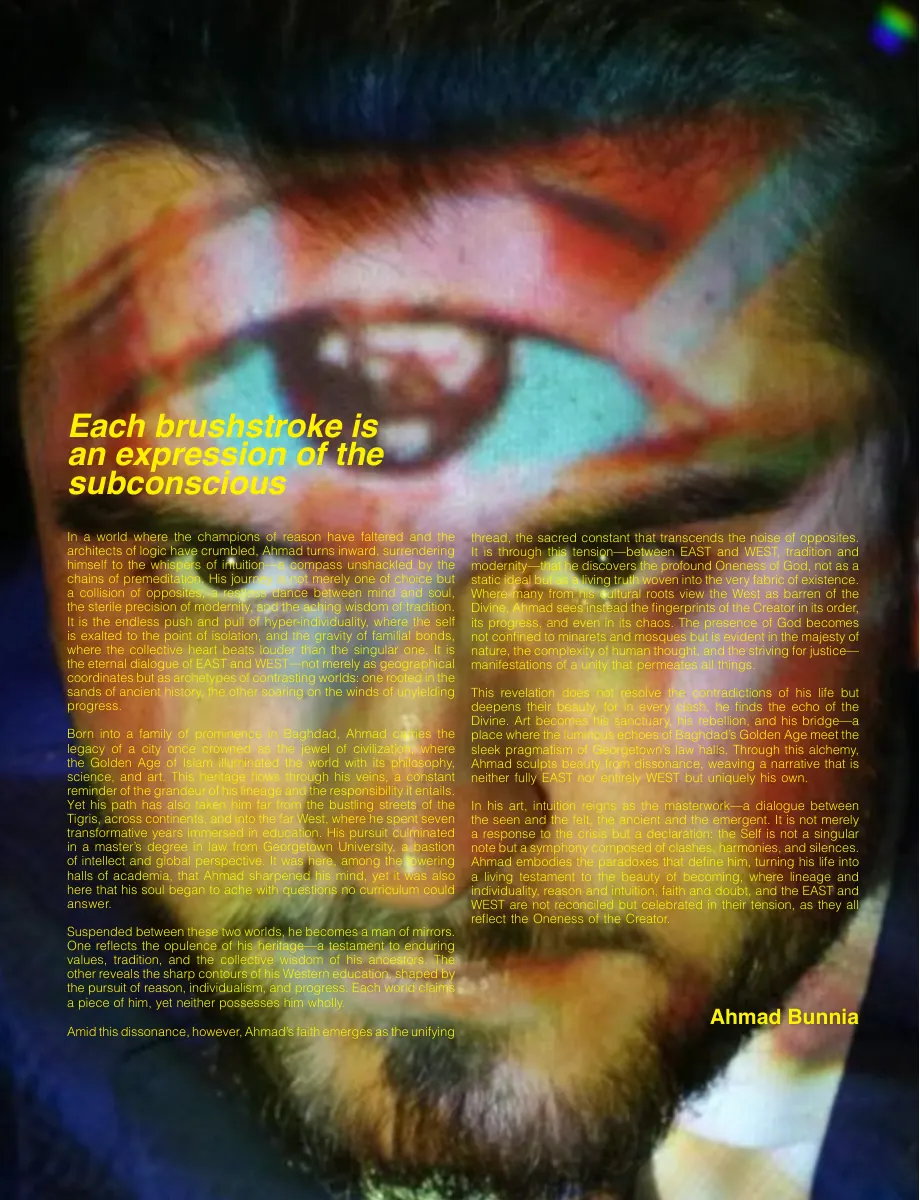 Each brushstroke is
an expression of the
subconscious
In a world where the champions of reason have faltered and the
architects of logic have crumbled, Ahmad turns inward, surrendering
himself to the whispers of intuition—a compass unshackled by the
chains of premeditation. His journey is not merely one of choice but
a collision of opposites, a restless dance between mind and soul,
the sterile precision of modernity, and the aching wisdom of tradition.
It is the endless push and pull of hyper-individuality, where the self
is exalted to the point of isolation, and the gravity of familial bonds,
where the collective heart beats louder than the singular one. It is
the eternal dialogue of EAST and WEST—not merely as geographical
coordinates but as archetypes of contrasting worlds: one rooted in the
sands of ancient history, the other soaring on the winds of unyielding
progress.
Born into a family of prominence in Baghdad, Ahmad carries the
legacy of a city once crowned as the jewel of civilization, where
the Golden Age of Islam illuminated the world with its philosophy,
science, and art. This heritage flows through his veins, a constant
reminder of the grandeur of his lineage and the responsibility it entails.
Yet his path has also taken him far from the bustling streets of the
Tigris, across continents, and into the far West, where he spent seven
transformative years immersed in education. His pursuit culminated
in a master's degree in law from Georgetown University, a bastion
of intellect and global perspective. It was here, among the towering
halls of academia, that Ahmad sharpened his mind, yet it was also
here that his soul began to ache with questions no curriculum could
answer.
Suspended between these two worlds, he becomes a man of mirrors.
One reflects the opulence of his heritage—a testament to enduring
values, tradition, and the collective wisdom of his ancestors. The
other reveals the sharp contours of his Western education, shaped by
the pursuit of reason, individualism, and progress. Each world claims
a piece of him, yet neither possesses him wholly.
Amid this dissonance, however, Ahmad's faith emerges as the unifying
thread, the sacred constant that transcends the noise of opposites.
It is through this tension—between EAST and WEST, tradition and
modernity—that he discovers the profound Oneness of God, not as a
static ideal but as a living truth woven into the very fabric of existence.
Where many from his cultural roots view the West as barren of the
Divine, Ahmad sees instead the fingerprints of the Creator in its order,
its progress, and even in its chaos. The presence of God becomes
not confined to minarets and mosques but is evident in the majesty of
nature, the complexity of human thought, and the striving for justice—
manifestations of a unity that permeates all things.
This revelation does not resolve the contradictions of his life but
deepens their beauty, for in every clash, he finds the echo of the
Divine. Art becomes his sanctuary, his rebellion, and his bridge—a
place where the luminous echoes of Baghdad's Golden Age meet the
sleek pragmatism of Georgetown's law halls. Through this alchemy,
Ahmad sculpts beauty from dissonance, weaving a narrative that is
neither fully EAST nor entirely WEST but uniquely his own.
In his art, intuition reigns as the masterwork—a dialogue between
the seen and the felt, the ancient and the emergent. It is not merely
a response to the crisis but a declaration: the Self is not a singular
note but a symphony composed of clashes, harmonies, and silences.
Ahmad embodies the paradoxes that define him, turning his life into
a living testament to the beauty of becoming, where lineage and
individuality, reason and intuition, faith and doubt, and the EAST and
WEST are not reconciled but celebrated in their tension, as they all
reflect the Oneness of the Creator.
Ahmad Bunnia